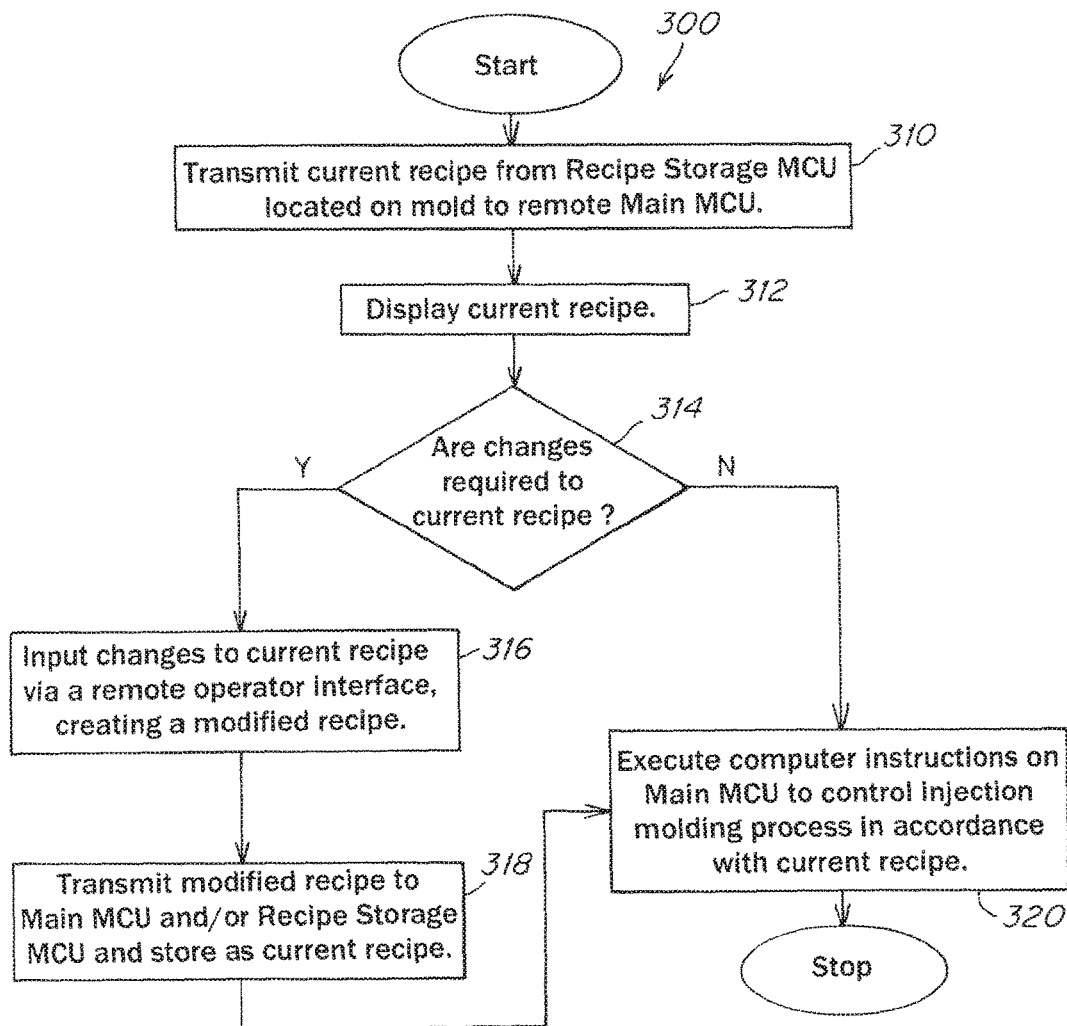 300
Start
310
Transmit current recipe from Recipe Storage MCU
located on mold to remote Main MCU.
312
Display current recipe.
314
Are changes
required to
current recipe ?
Y
N
316
Input changes to current recipe
via a remote operator interface,
creating a modified recipe.
318
Transmit modified recipe to
Main MCU and/or Recipe Storage
MCU and store as current recipe.
Execute computer instructions on
Main MCU to control injection
molding process in accordance
with current recipe.
320
Stop